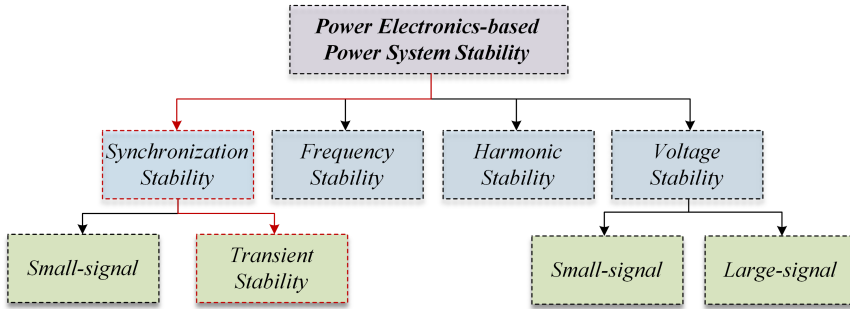 Power Electronics-based
Power System Stability
Synchronization
Stability
Frequency
Stability
Harmonic
Stability
Voltage
Stability
Small-signal
Transient
Stability
Small-signal
Large-signal